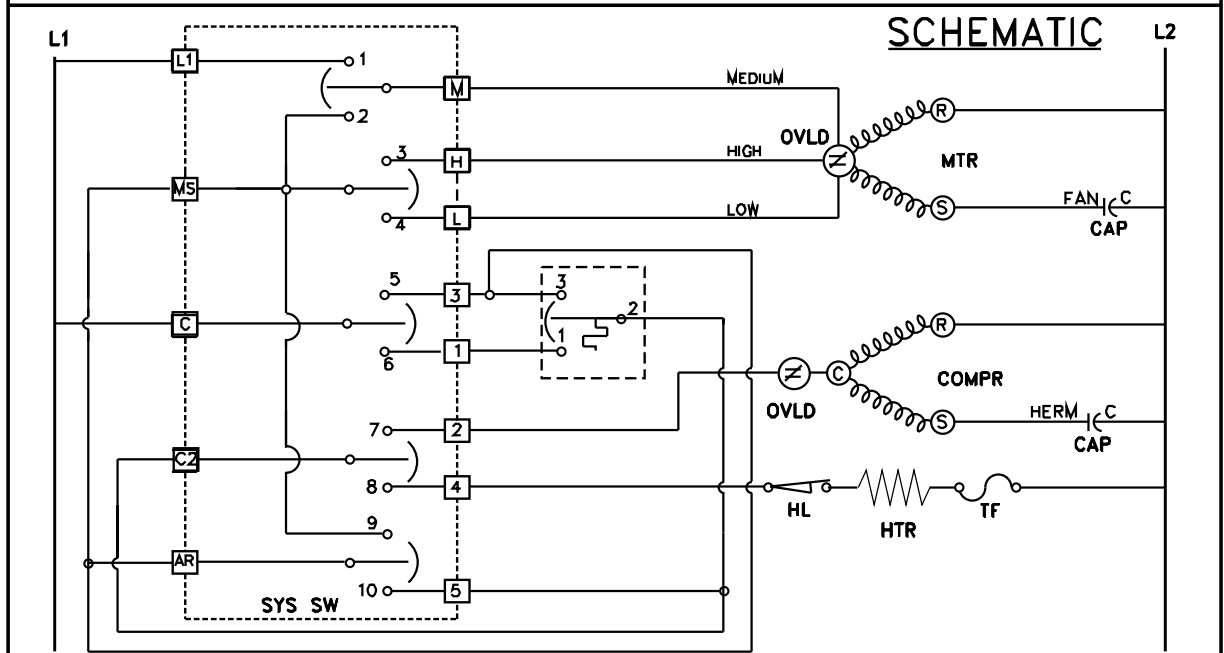 SCHEMATIC
L1
L2
L1
1
M
MEDIUM
2
OVLD
R
3
H
HIGH
MTR
MS
4
L
LOW
S
FAN
C
CAP
5
3
3
2
C
1
1
6
R
C
COMPR
OVLD
7
2
HERM
C
S
CAP
C2
8
4
HL
HTR
TF
9
AR
10
5
SYS SW